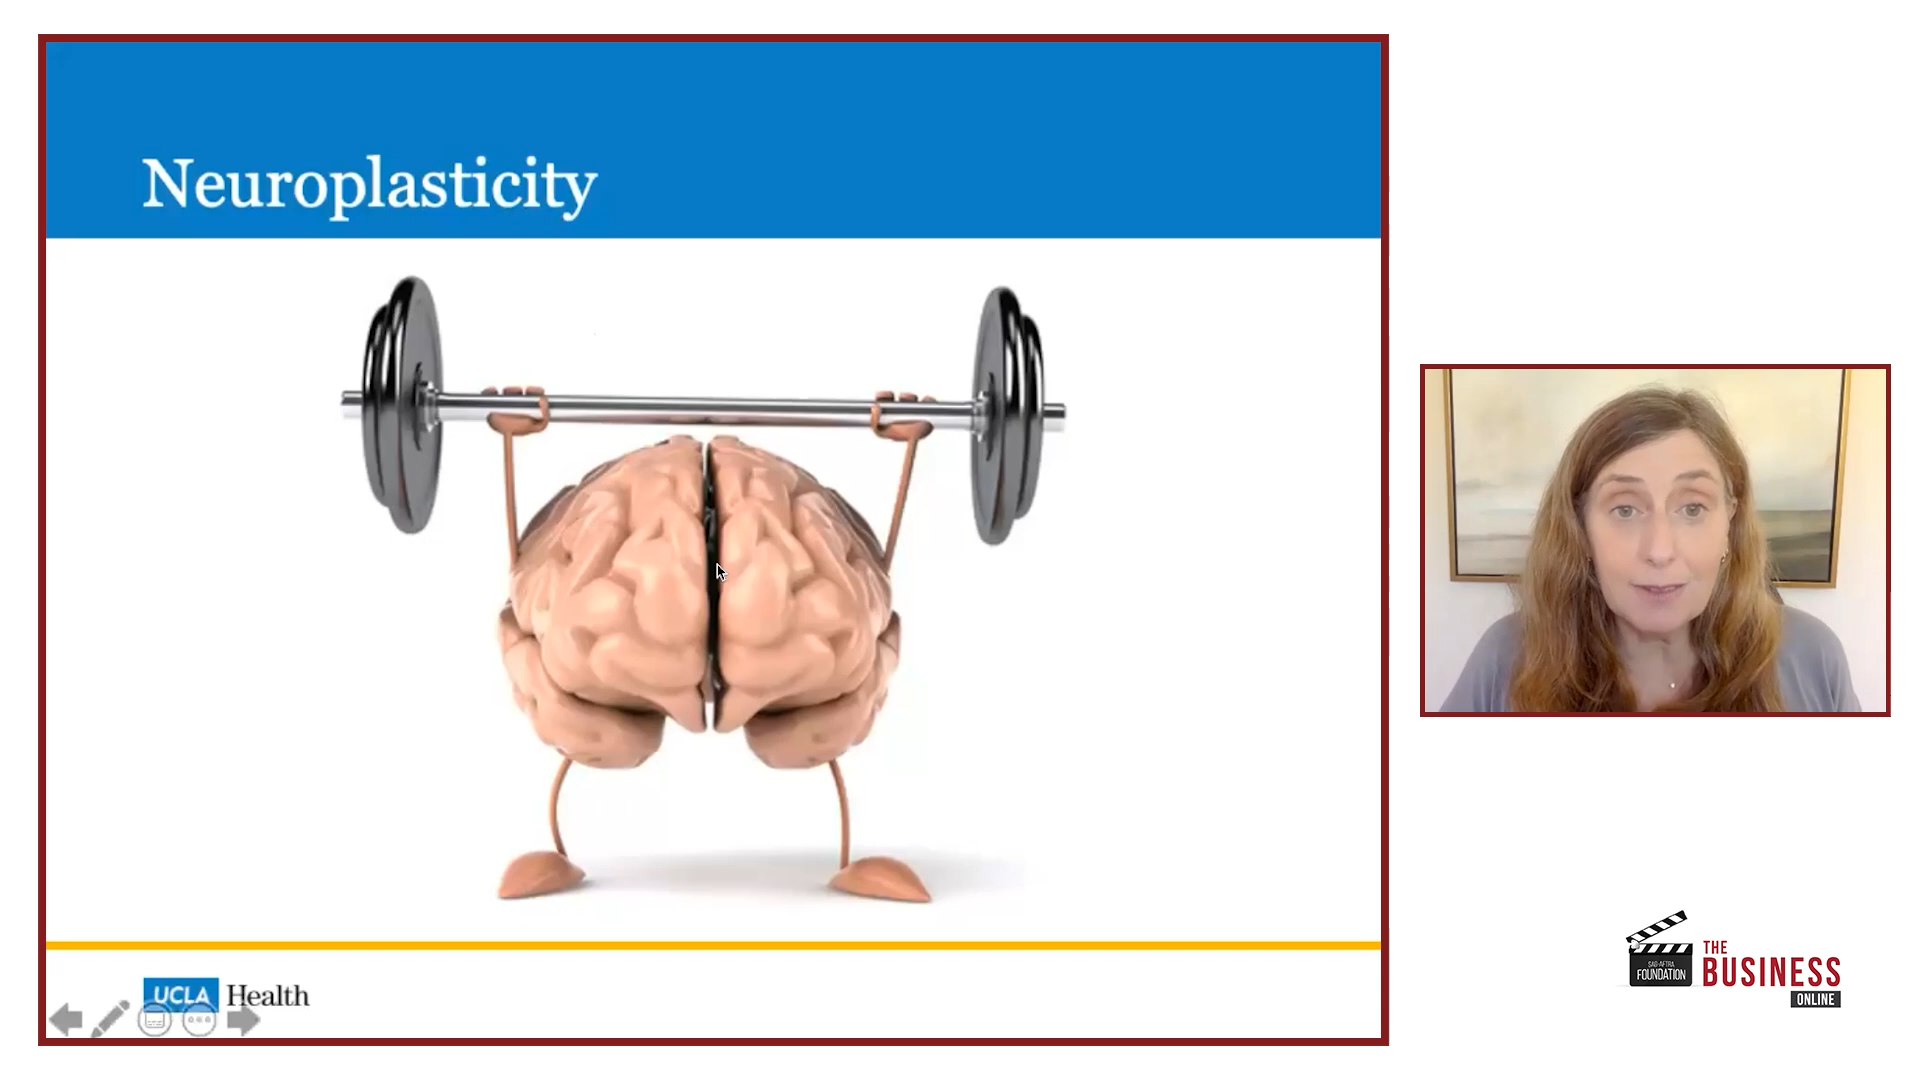 Neuroplasticity
UCLA Health
SAG-AFTRA
FOUNDATION
THE
BUSINESS
ONLINE